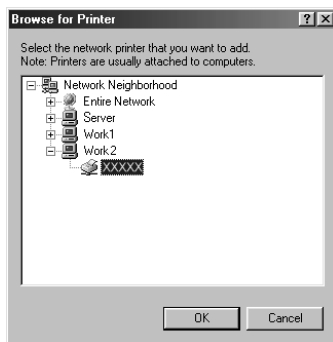 Browse for Printer
Select the network printer that you want to add.
Note: Printers are usually attached to computers.
Network Neighborhood
Entire Network
Server
Work1
Work2
XXXXX
OK Cancel